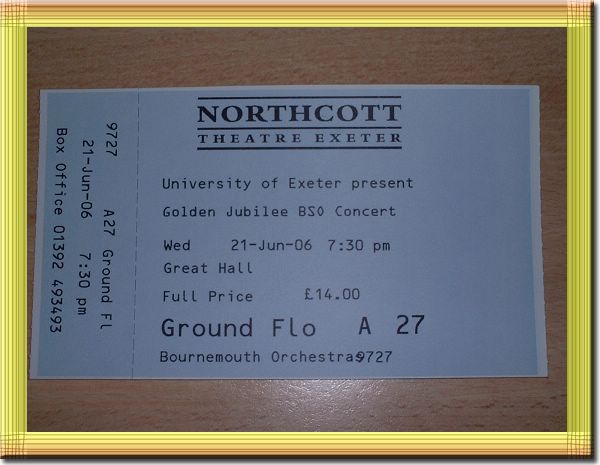 9727 A27 Ground Fl
21-Jun-06 7:30 pm
Box Office 01392 493493
NORTHCOTT
THEATRE EXETER
University of Exeter present
Golden Jubilee BSO Concert
Wed 21-Jun-06 7:30 pm
Great Hall
Full Price £14.00
Ground Flo A 27
Bournemouth Orchestra 9727